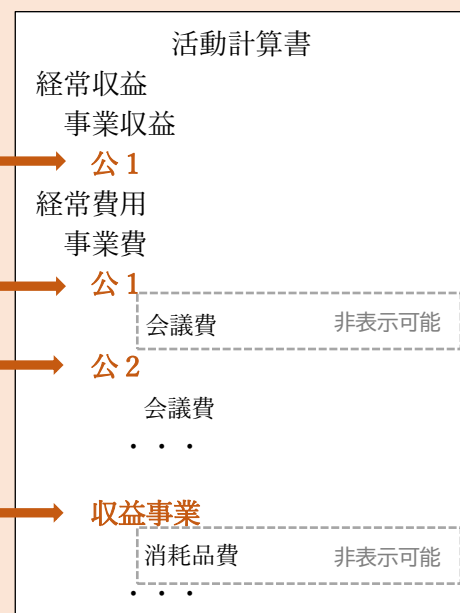 活動計算書
経常収益
事業収益
公1
経常費用
事業費
公1
会議費 非表示可能
公2
会議費
・・・
収益事業
消耗品費 非表示可能
・・・